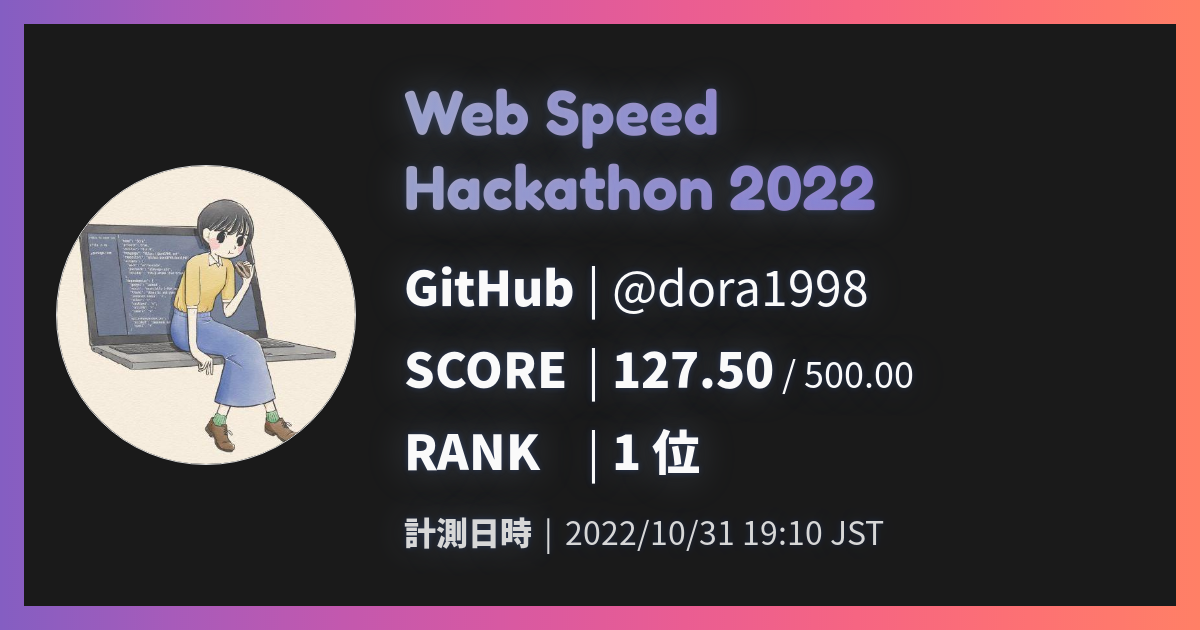 Web Speed
Hackathon 2022
GitHub | @dora1998
SCORE | 127.50 / 500.00
RANK | 1 位
計測日時 | 2022/10/31 19:10 JST